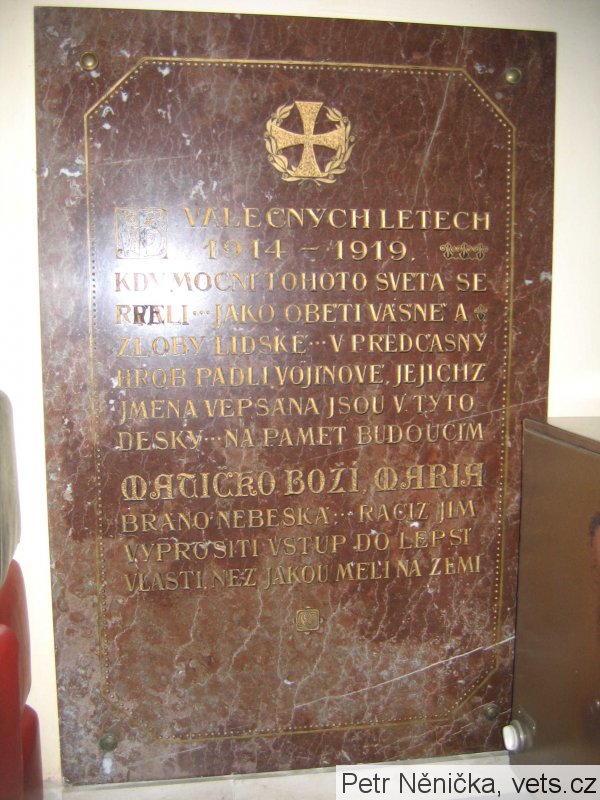 VÁLEČNÝCH LETECH
1914 – 1919.
KDY MOCNÍ TOHOTO SVĚTA SE
PŘELI ··· JAKO OBĚTI VÁŠNĚ A
ZLOBY LIDSKÉ ··· V PŘEDČASNÝ
HROB PADLI VOJÍNOVÉ, JEJICHŽ
JMÉNA VEPSÁNA JSOU V TYTO
DESKY ··· NA PAMĚŤ BUDOUCÍM
MATIČKO BOŽÍ, MARIA
BRÁNO NEBESKÁ ··· RAČIŽ JIM
VYPROSITI VSTUP DO LEPŠÍ
VLASTI, NEŽ JAKOU MĚLI NA ZEMI
Petr Něnička, vets.cz